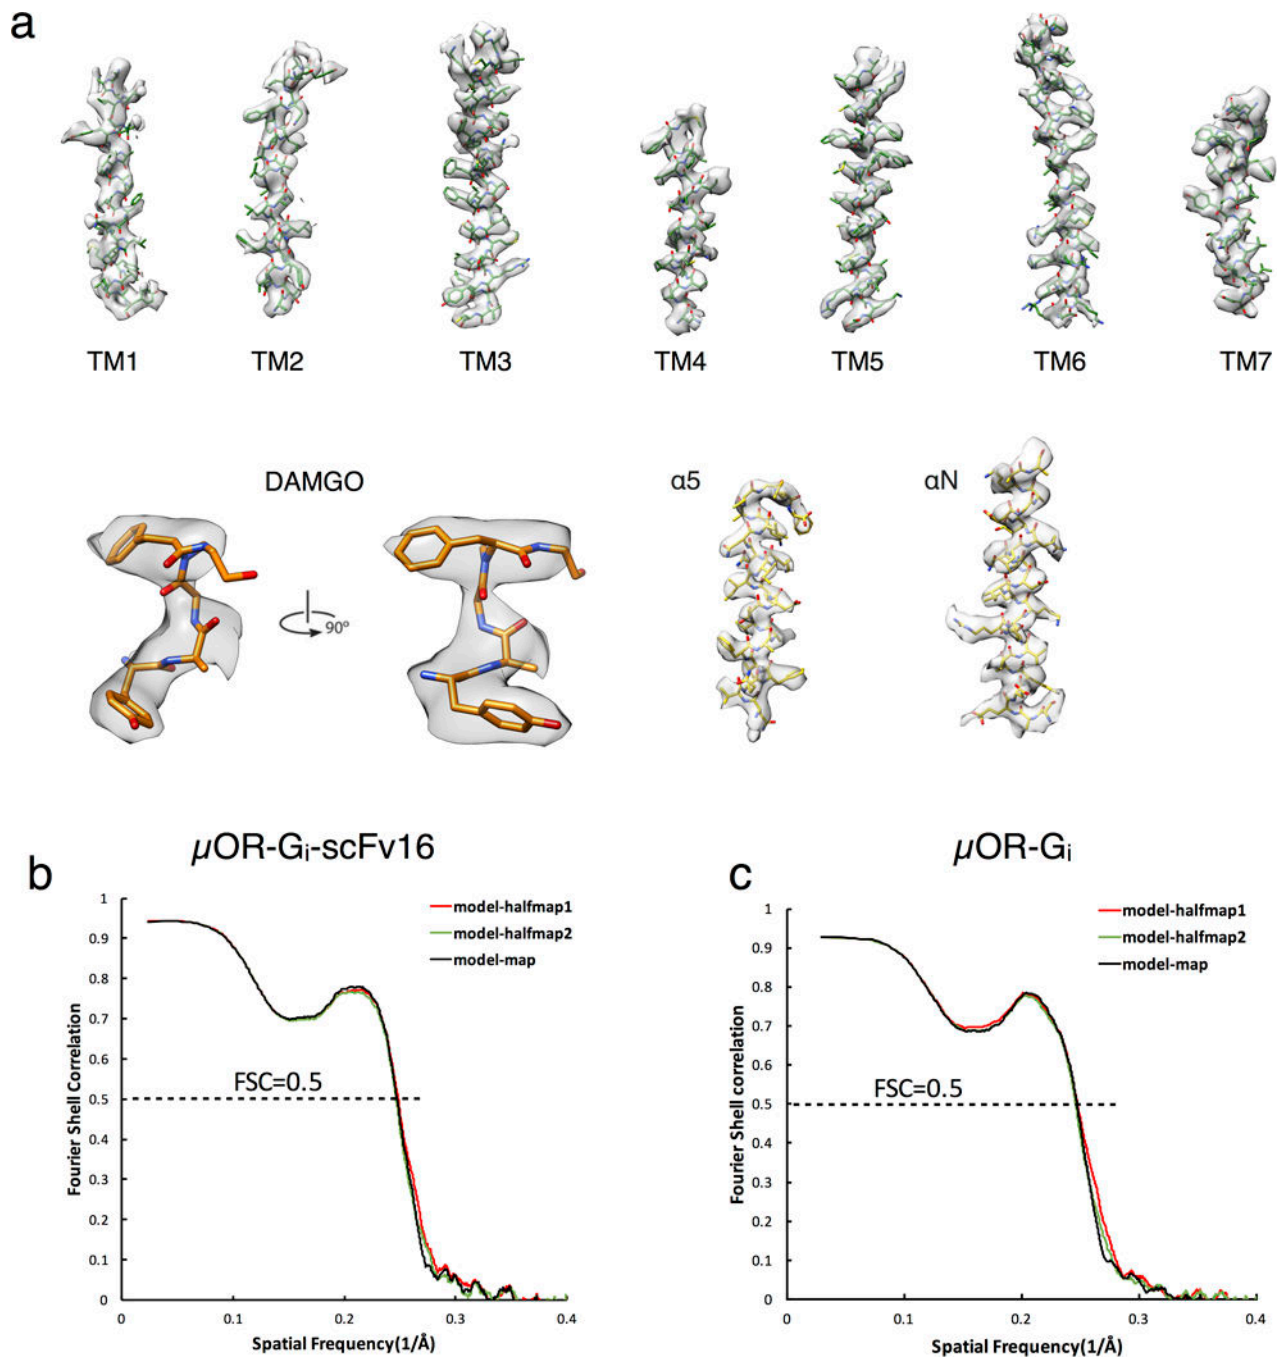 a
TM1 TM2 TM3 TM4 TM5 TM6 TM7
DAMGO
90º
α5
αN
µOR-Gi-scFv16
b
model-halfmap1
model-halfmap2
model-map
FSC=0.5
Fourier Shell Correlation
1
0.9
0.8
0.7
0.6
0.5
0.4
0.3
0.2
0.1
0
0 0.1 0.2 0.3 0.4
Spatial Frequency(1/Å)
µOR-Gi
c
model-halfmap1
model-halfmap2
model-map
FSC=0.5
Fourier Shell correlation
1
0.9
0.8
0.7
0.6
0.5
0.4
0.3
0.2
0.1
0
0 0.1 0.2 0.3 0.4
Spatial Frequency(1/Å)